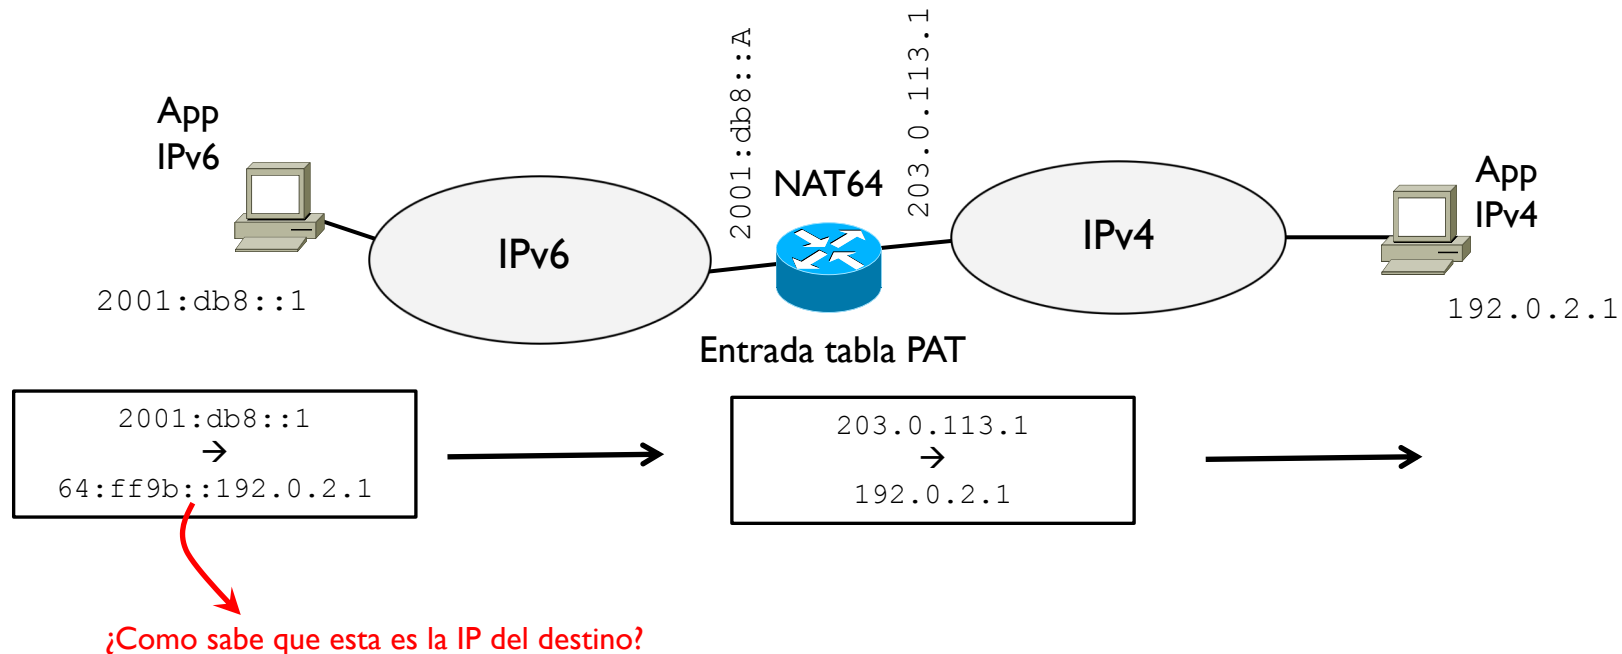 2001:db8::A
203.0.113.1
App
IPv6
NAT64
App
IPv4
IPv6
IPv4
2001:db8::1
192.0.2.1
Entrada tabla PAT
2001:db8::1
→
64:ff9b::192.0.2.1
203.0.113.1
→
192.0.2.1
¿Como sabe que esta es la IP del destino?